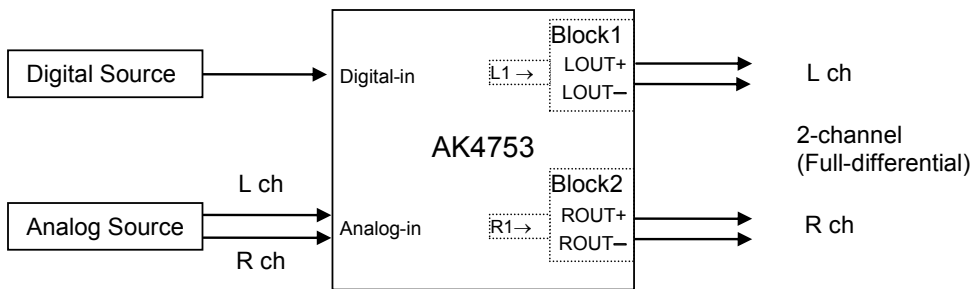 Block1
Digital Source
Digital-in
L1 →
LOUT+
LOUT−
L ch
AK4753
2-channel
(Full-differential)
L ch
Analog Source
R ch
Analog-in
Block2
R1→
ROUT+
ROUT−
R ch